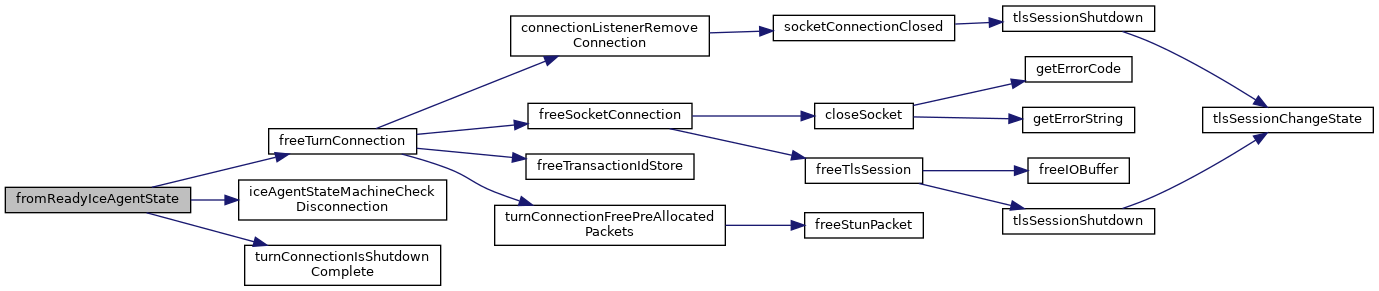 fromReadyIceAgentState
freeTurnConnection
iceAgentStateMachineCheck
Disconnection
turnConnectionIsShutdown
Complete
connectionListenerRemove
Connection
freeSocketConnection
freeTransactionIdStore
turnConnectionFreePreAllocated
Packets
socketConnectionClosed
closeSocket
freeTlsSession
freeStunPacket
tlsSessionShutdown
getErrorCode
getErrorString
freeIOBuffer
tlsSessionShutdown
tlsSessionChangeState